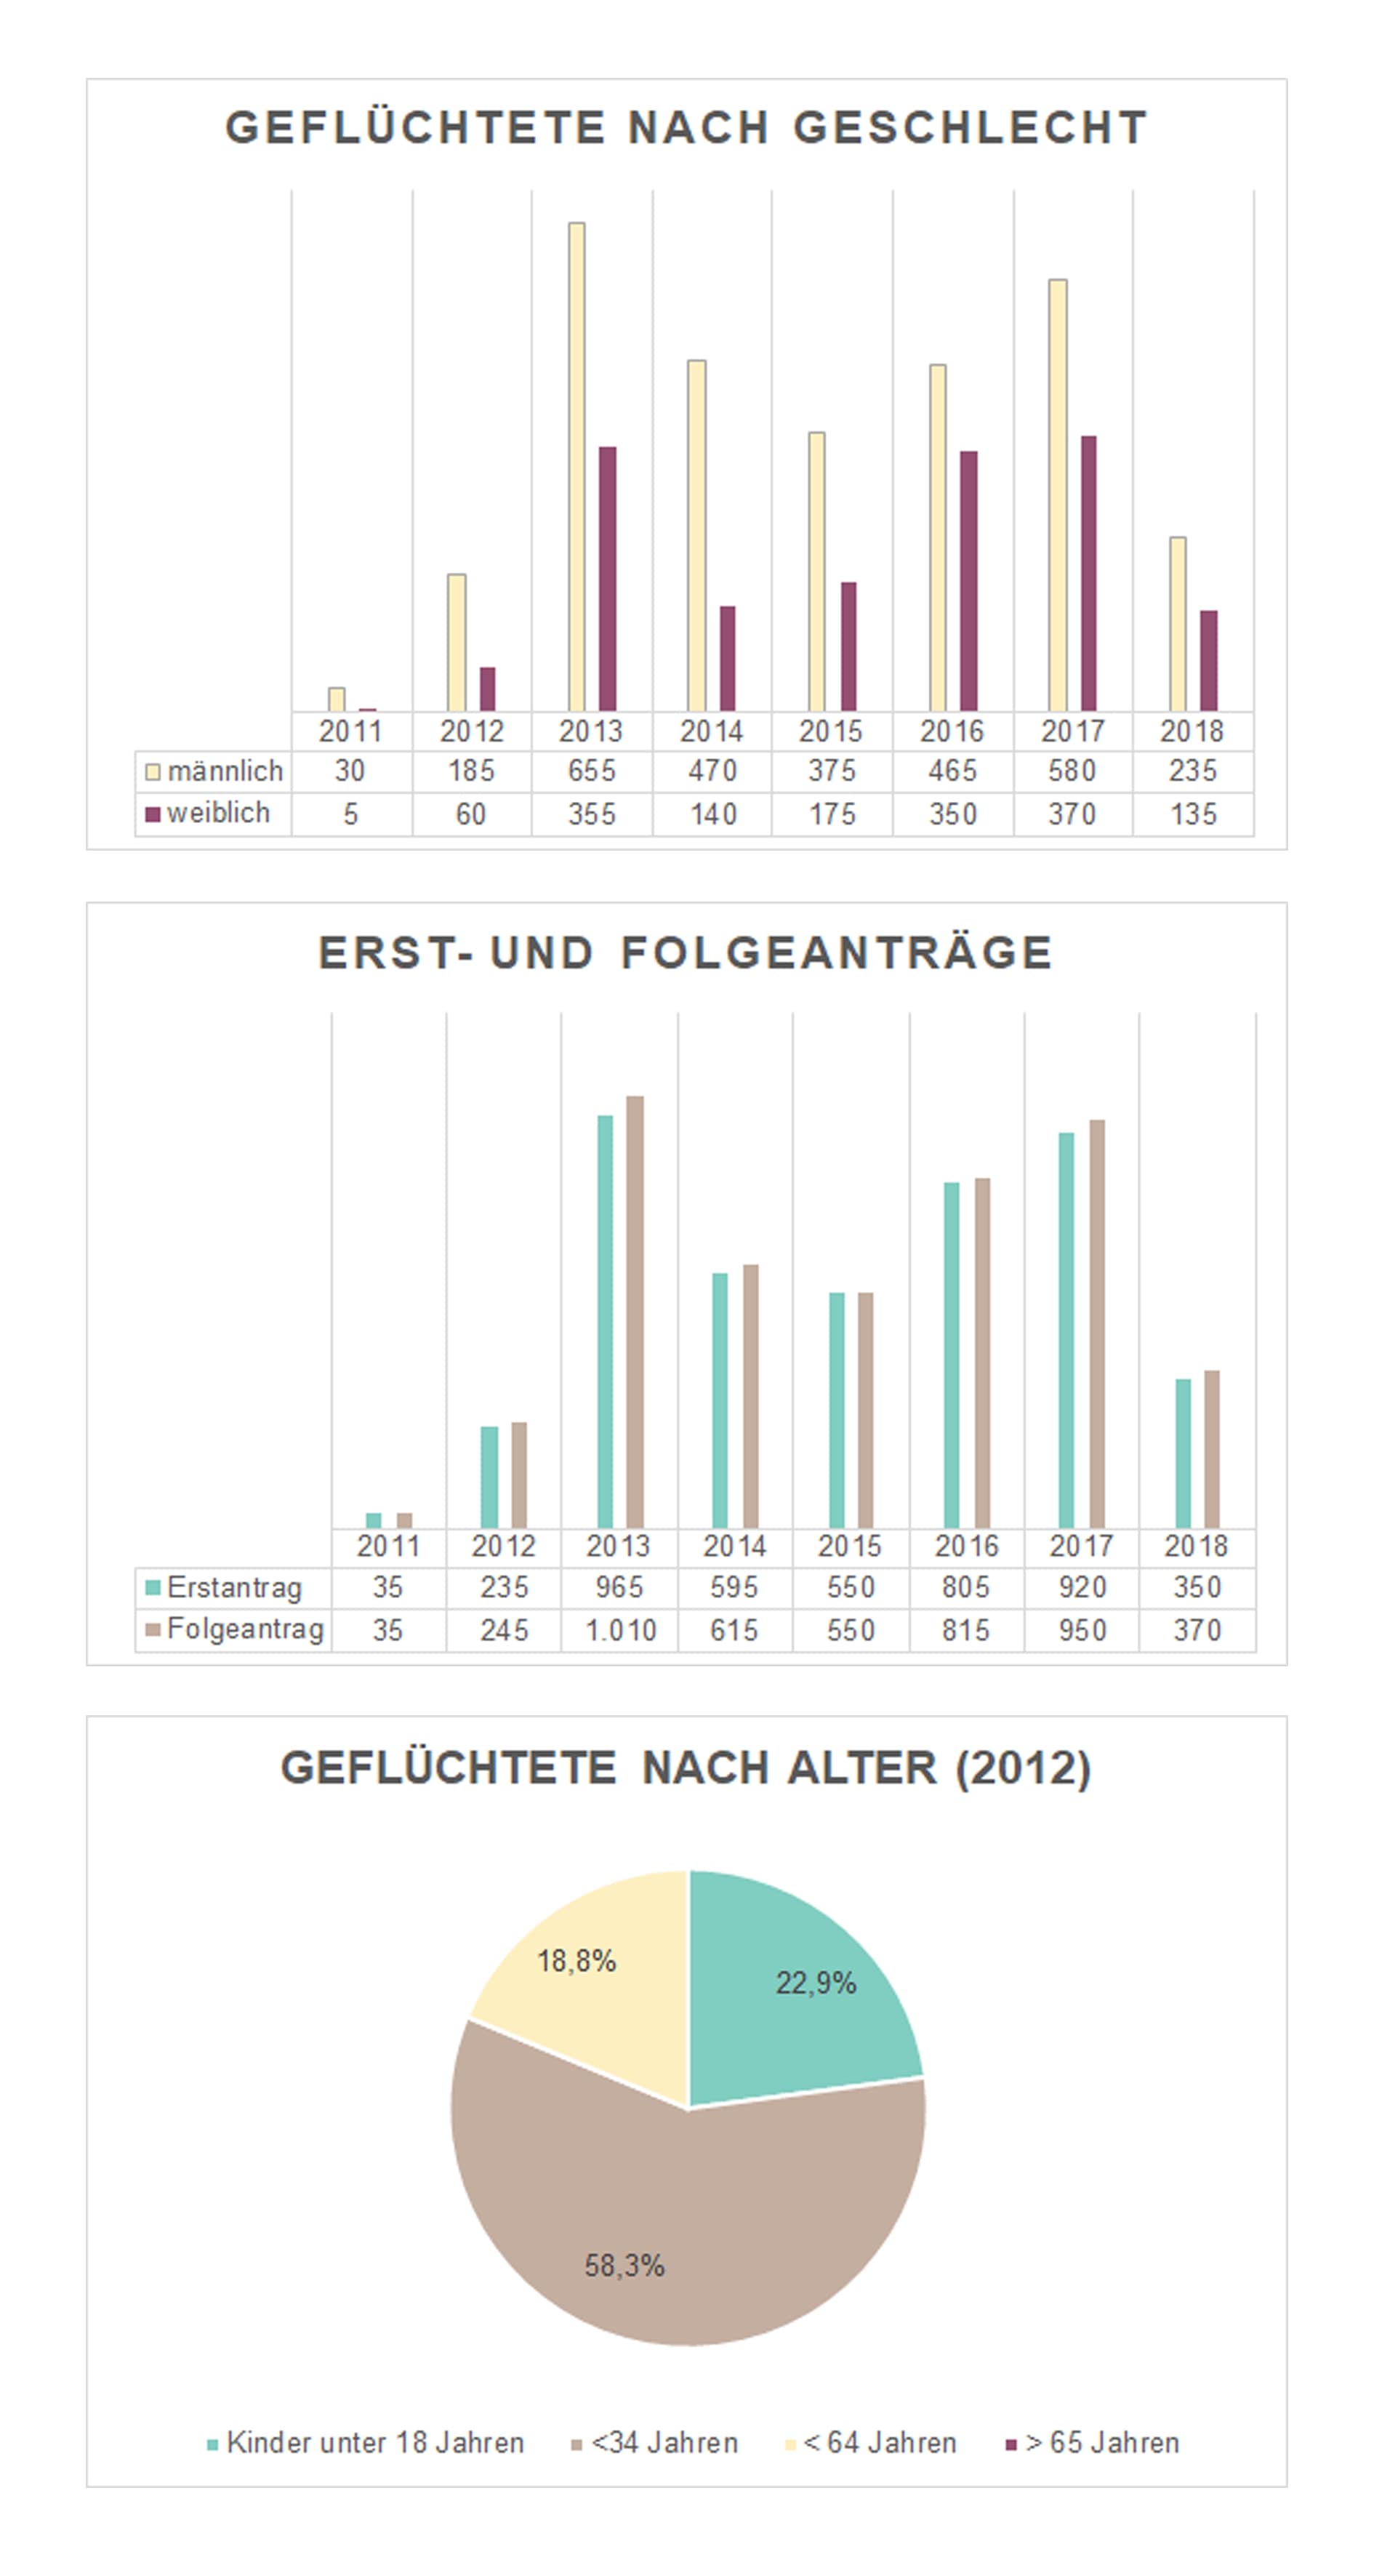 GEFLÜCHTETE NACH GESCHLECHT
2011 2012 2013 2014 2015 2016 2017 2018
männlich 30 185 655 470 375 465 580 235
weiblich 5 60 355 140 175 350 370 135
ERST- UND FOLGEANTRÄGE
2011 2012 2013 2014 2015 2016 2017 2018
Erstantrag 35 235 965 595 550 805 920 350
Folgeantrag 35 245 1.010 615 550 815 950 370
GEFLÜCHTETE NACH ALTER (2012)
18,8%
22,9%
58,3%
Kinder unter 18 Jahren <34 Jahren < 64 Jahren > 65 Jahren